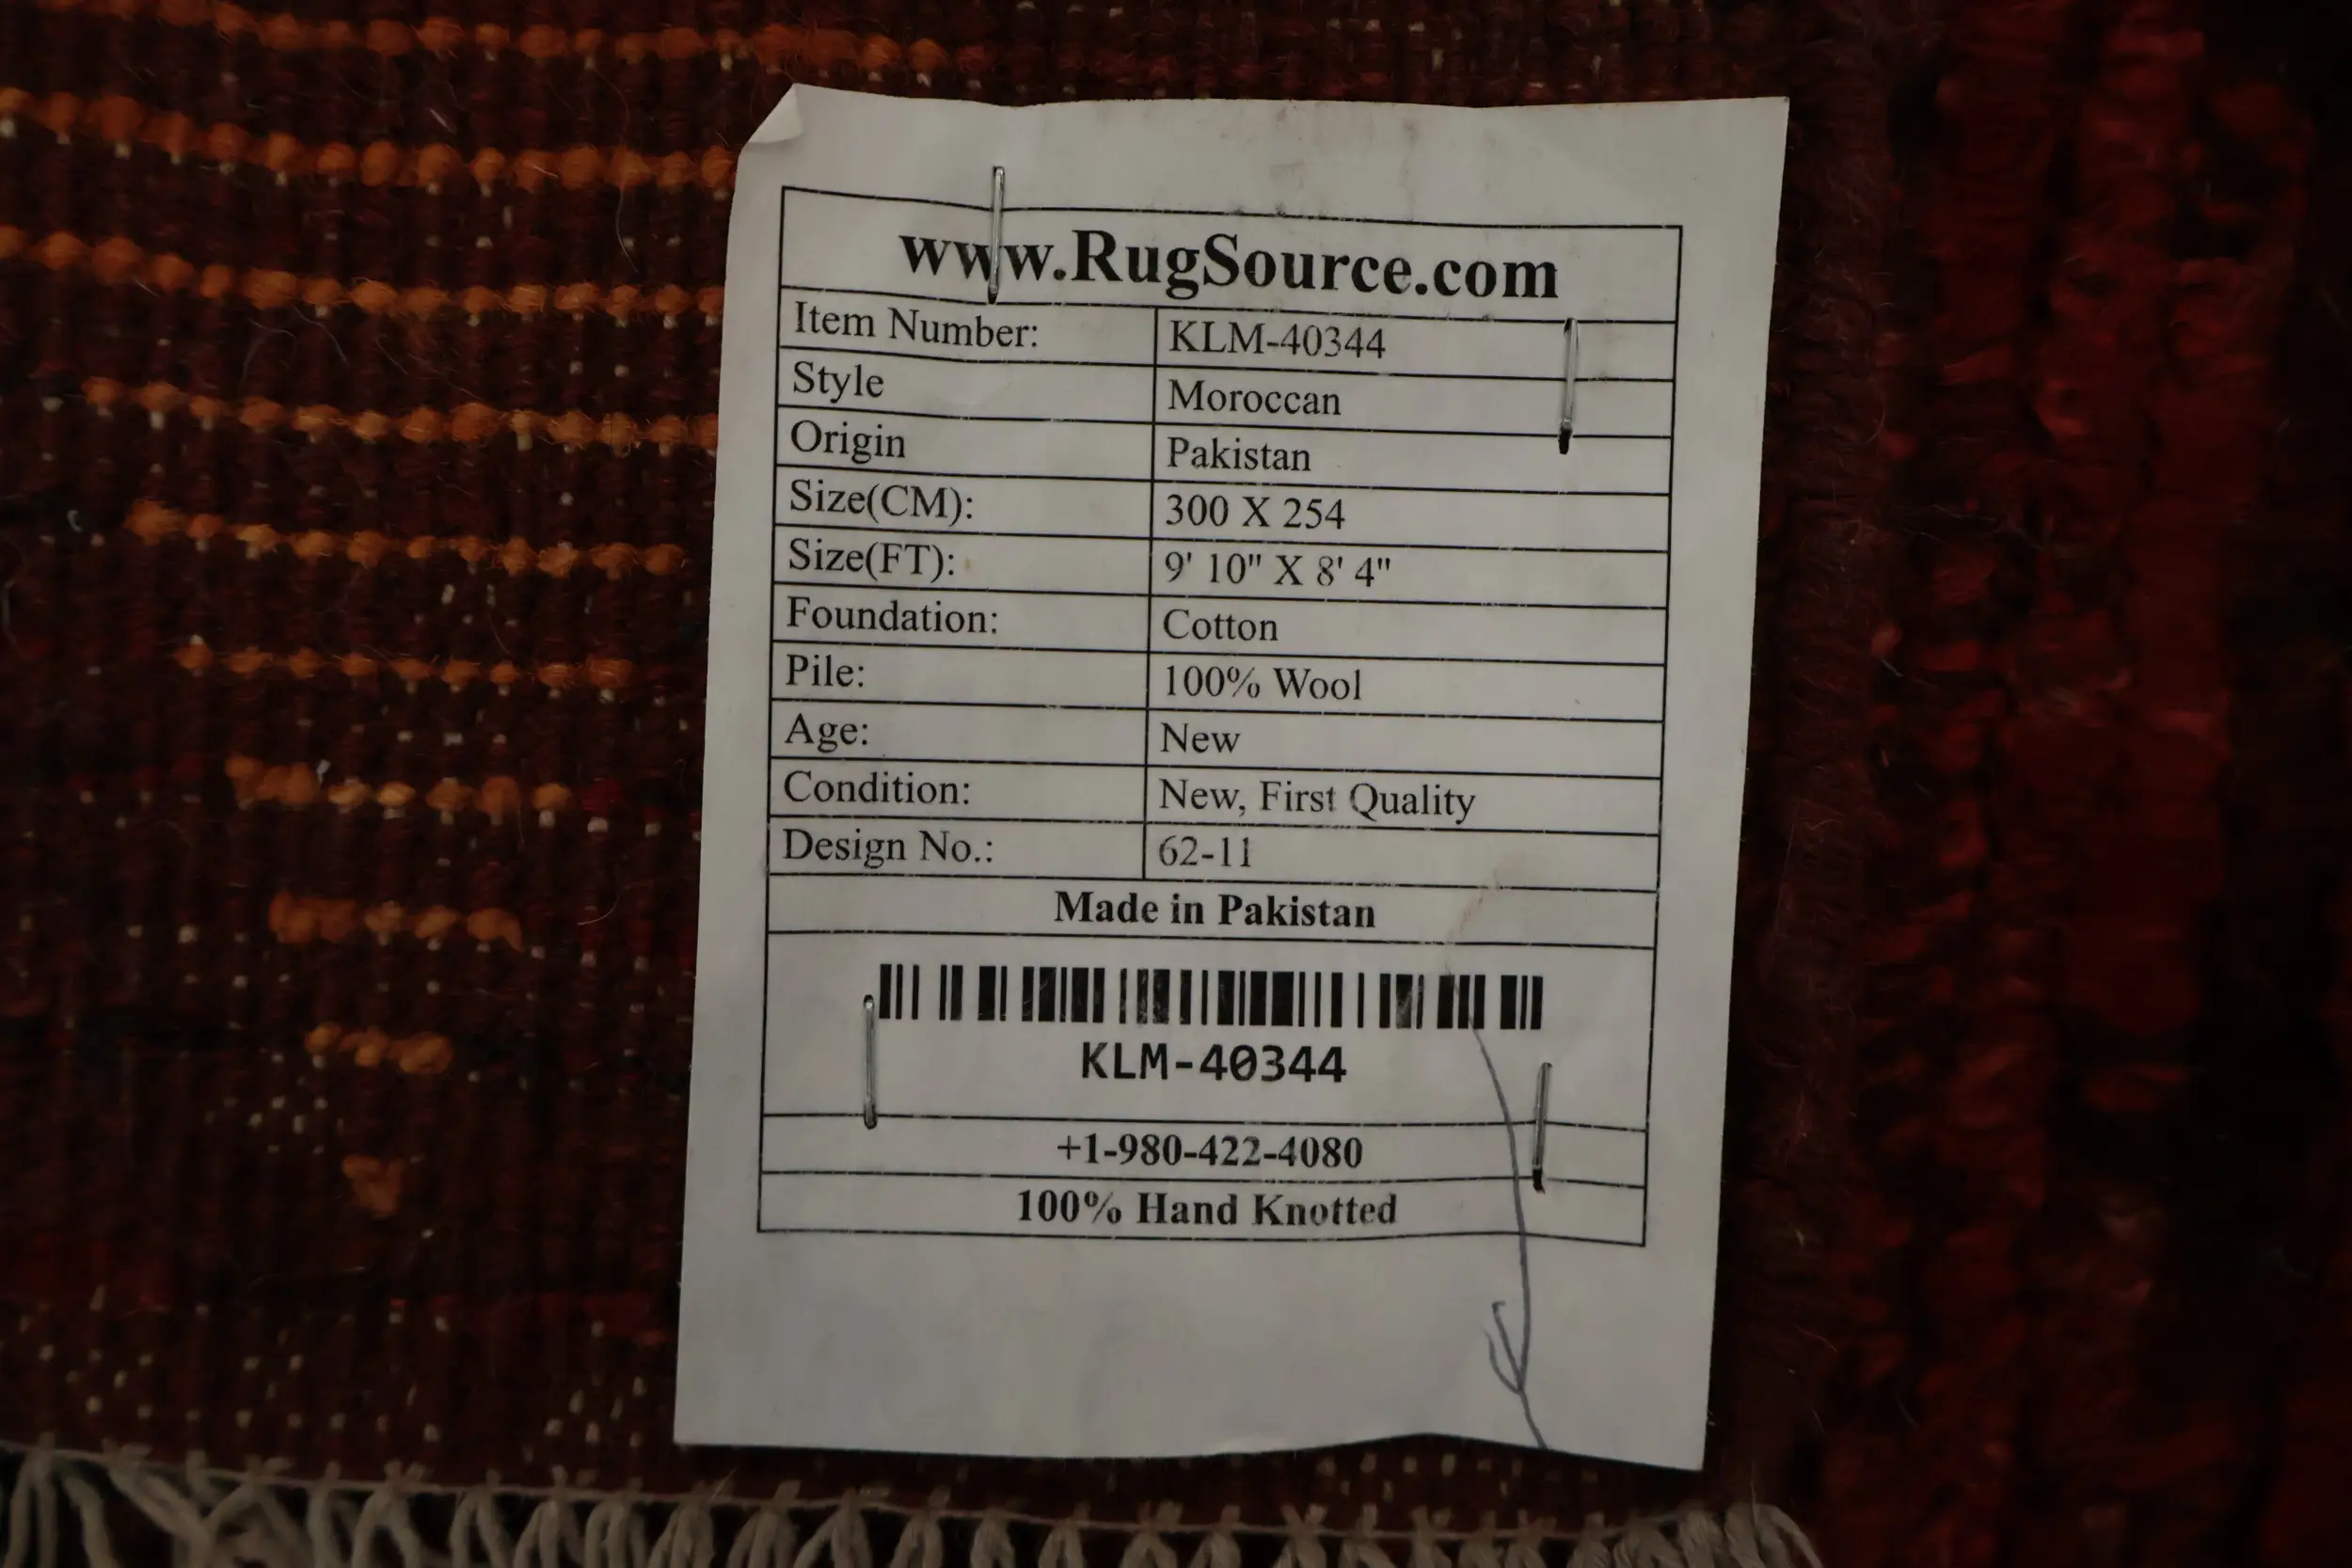 www.RugSource.com
Item Number: KLM-40344
Style Moroccan
Origin Pakistan
Size(CM): 300 X 254
Size(FT): 9' 10" X 8' 4"
Foundation: Cotton
Pile: 100% Wool
Age: New
Condition: New, First Quality
Design No.: 62-11
Made in Pakistan
KLM-40344
+1-980-422-4080
100% Hand Knotted